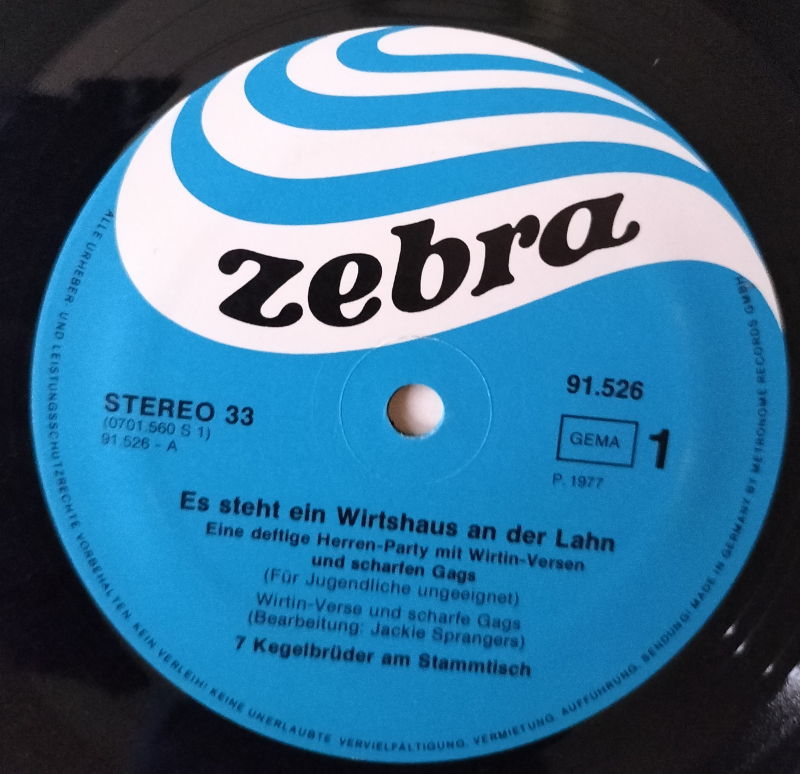 zebra
STEREO 33
(0701.560 S 1)
91.526 - A
91.526
GEMA
1
P. 1977
Es steht ein Wirtshaus an der Lahn
Eine deftige Herren-Party mit Wirtin-Versen
und scharfen Gags
(Für Jugendliche ungeeignet)
Wirtin-Verse und scharfe Gags
(Bearbeitung: Jackie Sprangers)
7 Kegelbrüder am Stammtisch
ALLE URHEBER- UND LEISTUNGSSCHUTZRECHTE VORBEHALTEN. KEIN VERLEIH! KEINE UNERLAUBTE VERVIELFÄLTIGUNG, VERMIETUNG, AUFFÜHRUNG, SENDUNG! MADE IN GERMANY BY METRONOME RECORDS GMBH